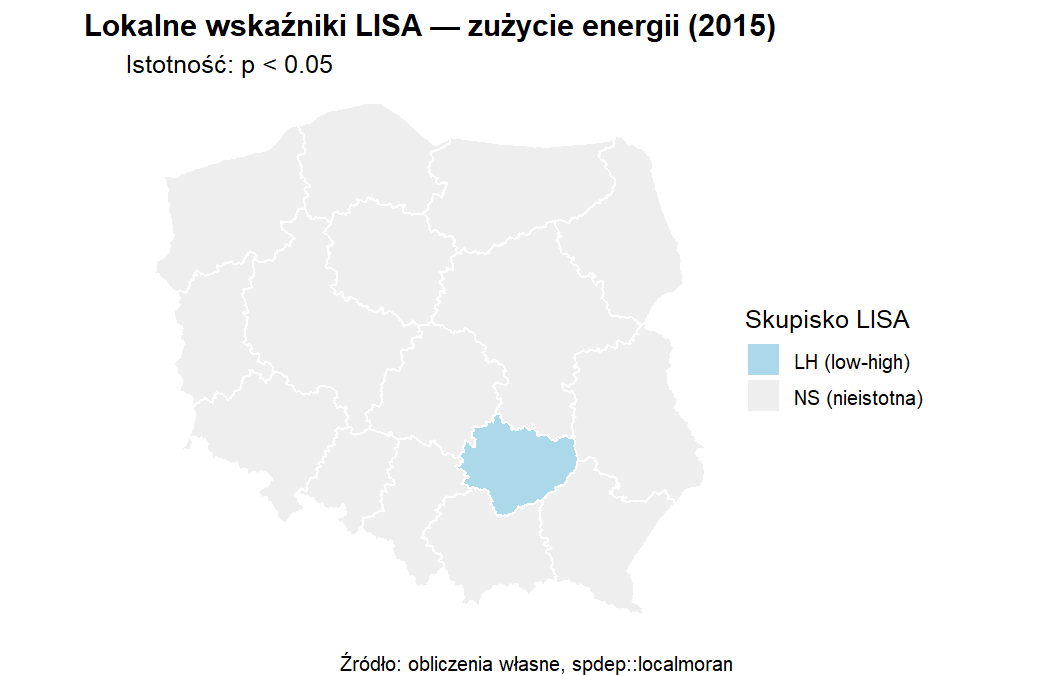 Lokalne wskaźniki LISA — zużycie energii (2015)
Istotność: p < 0.05
Skupisko LISA
LH (low-high)
NS (nieistotna)
Źródło: obliczenia własne, spdep::localmoran